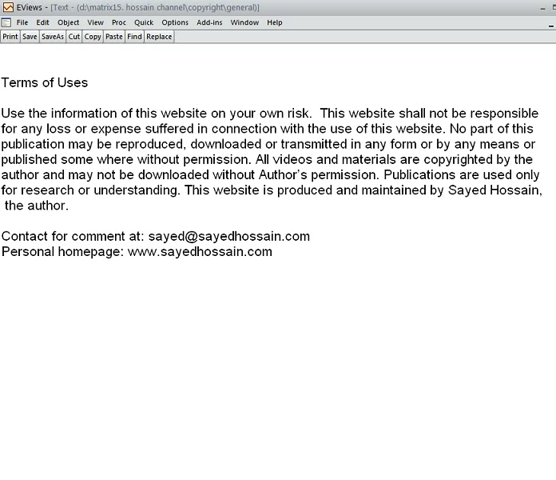 EViews - [Text - (d:\matrix15. hossain channel\copyright\general)]
File Edit Object View Proc Quick Options Add-ins Window Help
Print Save SaveAs Cut Copy Paste Find Replace
Terms of Uses
Use the information of this website on your own risk. This website shall not be responsible
for any loss or expense suffered in connection with the use of this website. No part of this
publication may be reproduced, downloaded or transmitted in any form or by any means or
published some where without permission. All videos and materials are copyrighted by the
author and may not be downloaded without Author's permission. Publications are used only
for research or understanding. This website is produced and maintained by Sayed Hossain,
the author.
Contact for comment at: sayed@sayedhossain.com
Personal homepage: www.sayedhossain.com